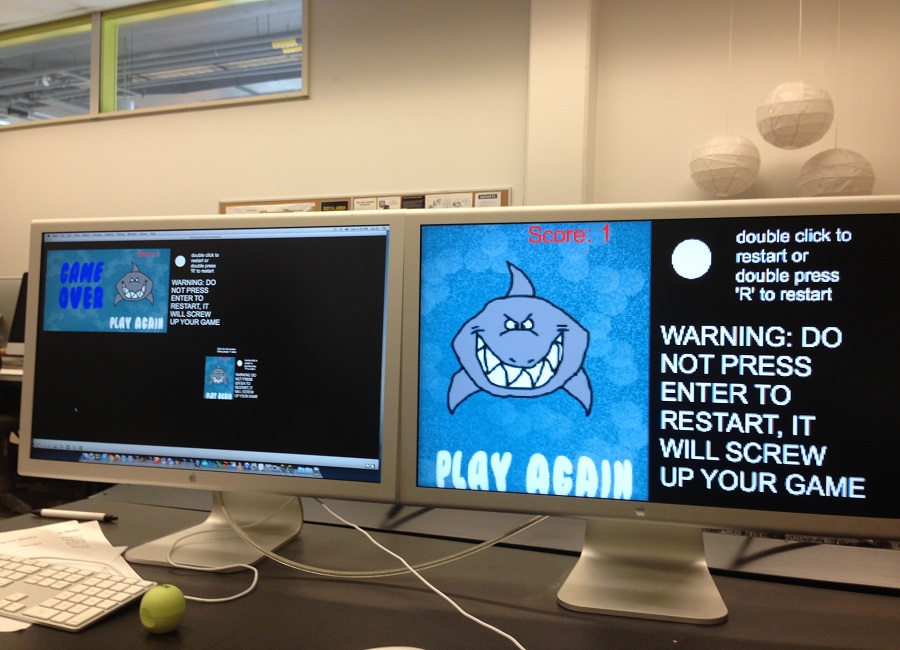 GAME
OVER
PLAY AGAIN
double click to
restart or
double press
'R' to restart
WARNING: DO
NOT PRESS
ENTER TO
RESTART, IT
WILL SCREW
UP YOUR GAME
PLAY AGAIN
Score: 1
PLAY AGAIN
double click to
restart or
double press
'R' to restart
WARNING: DO
NOT PRESS
ENTER TO
RESTART, IT
WILL SCREW
UP YOUR GAME